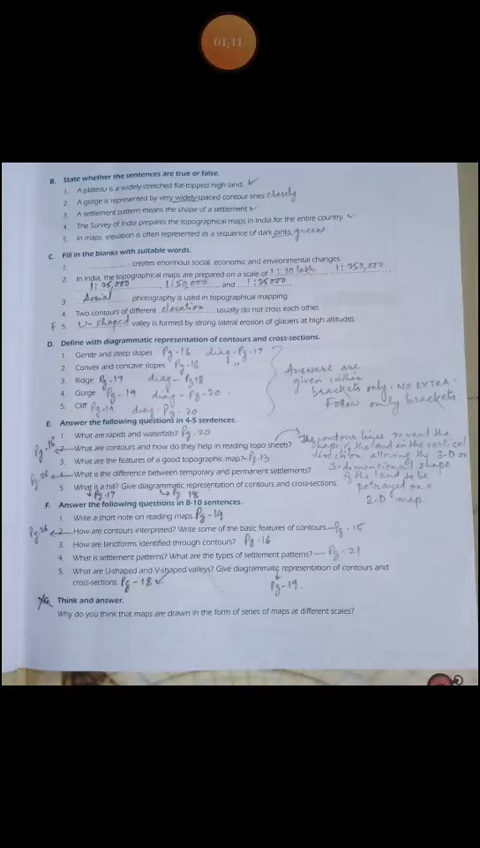 01:11
B. State whether the sentences are true or false.
1. A plateau is a widely-stretched flat-topped high land. ✓
2. A gorge is represented by very widely-spaced contour lines. closely
3. A settlement pattern means the shape of a settlement. ✓
4. The Survey of India prepares the topographical maps in India for the entire country. ✓
5. In maps, elevation is often represented as a sequence of dark pinks. greens
C. Fill in the blanks with suitable words.
1. creates enormous social, economic and environmental changes.
2. In India, the topographical maps are prepared on a scale of 1:10 lakh, 1:250,000
1:25,000 1:50,000 and 1:25000
3. Aerial photography is used in topographical mapping.
4. Two contours of different elevation usually do not cross each other.
F 5. U-shaped valley is formed by strong lateral erosion of glaciers at high altitudes.
D. Define with diagrammatic representation of contours and cross-sections.
1. Gentle and deep slopes Pg-16 diag-Pg-17
2. Convex and concave slopes Pg-16 "
3. Ridge Pg-17 diag-Pg 18
4. Gorge Pg-19 diag-Pg-20
5. Cliff Pg-19 diag-Pg-20
Answers are
given within
brackets only. NO EXTRA.
Follow only brackets.
E. Answer the following questions in 4-5 sentences.
1. What are rapids and waterfalls? Pg-20
Pg-16 2. What are contours and how do they help in reading topo sheets?
3. What are the features of a good topographic map? Pg-13
4. What is the difference between temporary and permanent settlements?
5. What is a hill? Give diagrammatic representation of contours and cross-sections.
Pg-17 Pg 18
The contour lines reveal the
shape of the land in the vertical
direction allowing the 3-D or
3-dimentional shape
of the land to be
potrayed on a
2-D map.
F. Answer the following questions in 8-10 sentences.
1. Write a short note on reading maps. Pg-14
2. How are contours interpreted? Write some of the basic features of contours. Pg-15
3. How are landforms identified through contours? Pg-16
4. What is settlement patterns? What are the types of settlement patterns? — Pg-21
5. What are U-shaped and V-shaped valleys? Give diagrammatic representation of contours and
cross-sections. Pg-18 ✓
Pg-19
G. Think and answer.
Why do you think that maps are drawn in the form of series of maps at different scales?